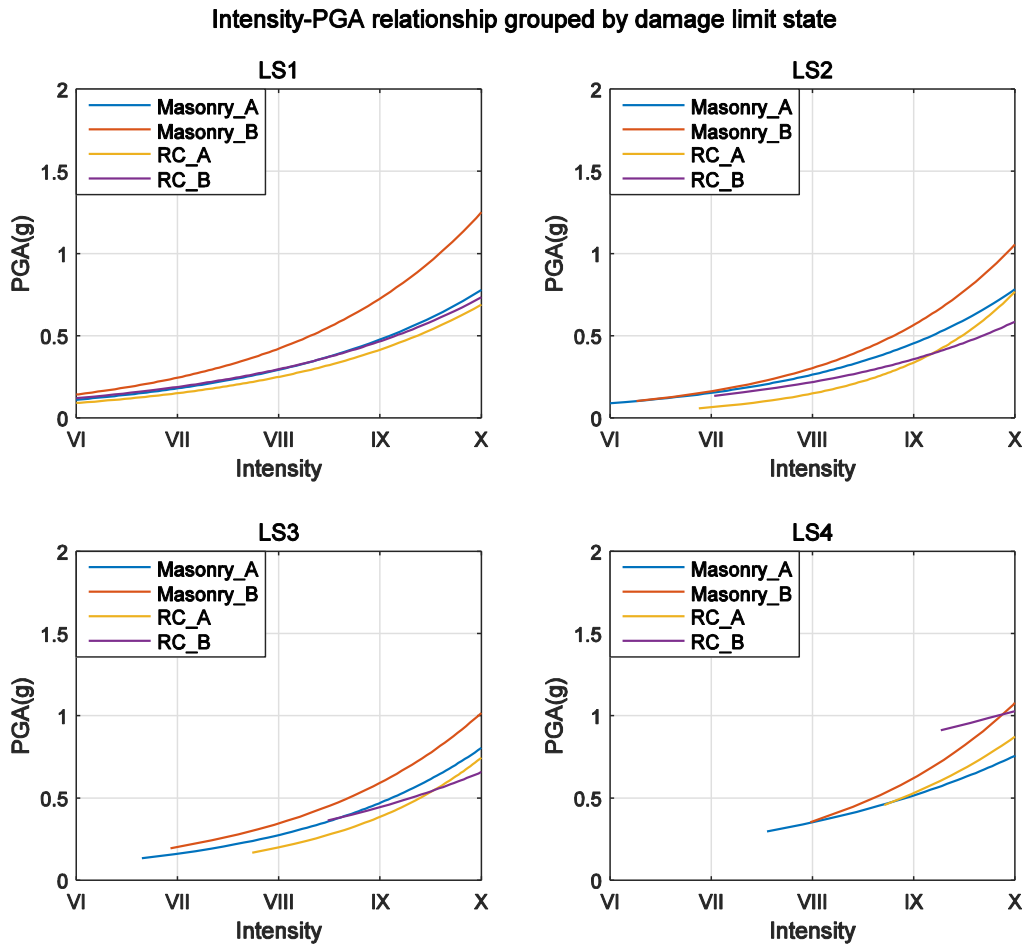 Intensity-PGA relationship grouped by damage limit state
LS1
Masonry_A
Masonry_B
RC_A
RC_B
2
1.5
1
0.5
0
PGA(g)
VI VII VIII IX X
Intensity
LS2
Masonry_A
Masonry_B
RC_A
RC_B
2
1.5
1
0.5
0
PGA(g)
VI VII VIII IX X
Intensity
LS3
Masonry_A
Masonry_B
RC_A
RC_B
2
1.5
1
0.5
0
PGA(g)
VI VII VIII IX X
Intensity
LS4
Masonry_A
Masonry_B
RC_A
RC_B
2
1.5
1
0.5
0
PGA(g)
VI VII VIII IX X
Intensity